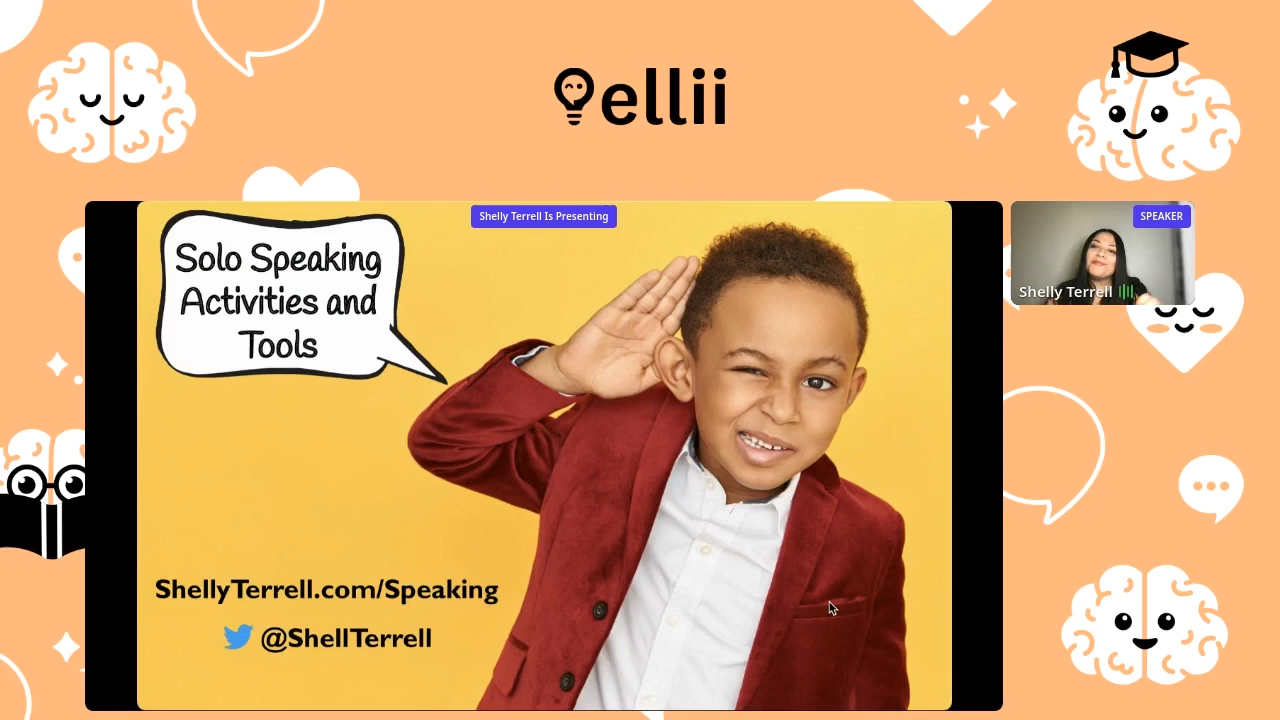 ellii
Shelly Terrell Is Presenting
SPEAKER
Solo Speaking
Activities and
Tools
Shelly Terrell
ShellyTerrell.com/Speaking
@ShellTerrell